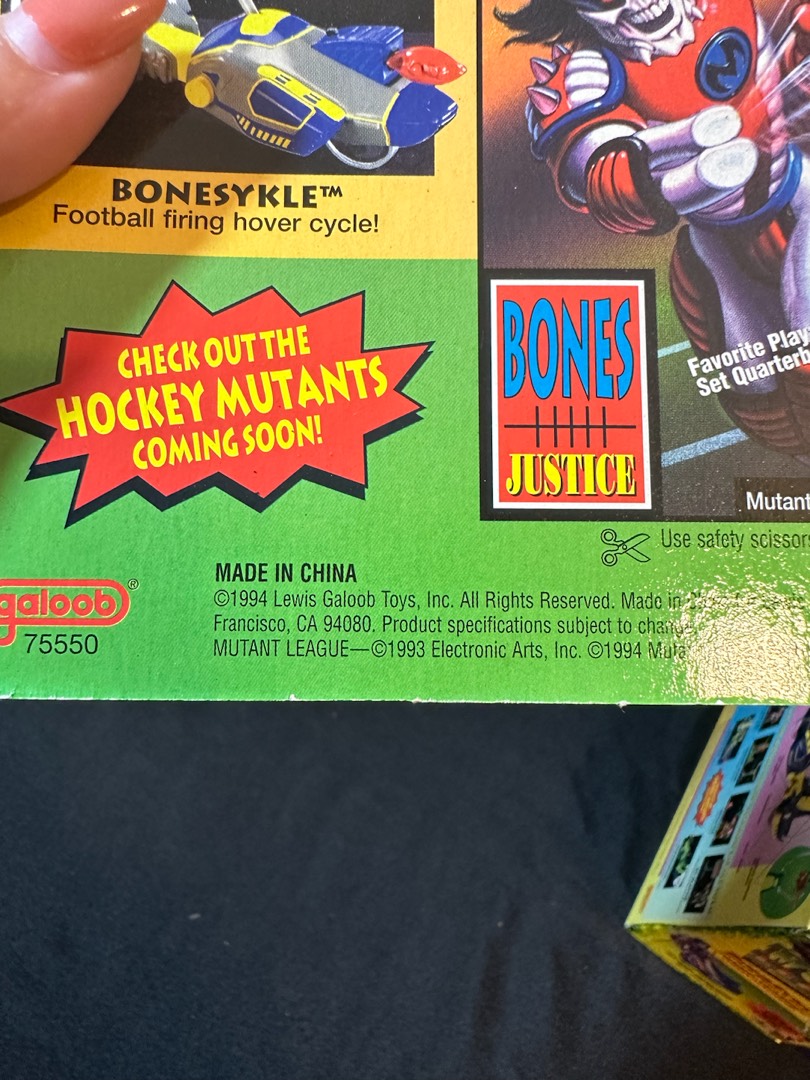 BONESYKLE™
Football firing hover cycle!
CHECK OUT THE
HOCKEY MUTANTS
COMING SOON!
BONES
JUSTICE
Favorite Play
Set Quarterb
Mutant
Use safety scissors
galoob®
75550
MADE IN CHINA
©1994 Lewis Galoob Toys, Inc. All Rights Reserved. Made in
Francisco, CA 94080. Product specifications subject to change
MUTANT LEAGUE—©1993 Electronic Arts, Inc. ©1994 Muta